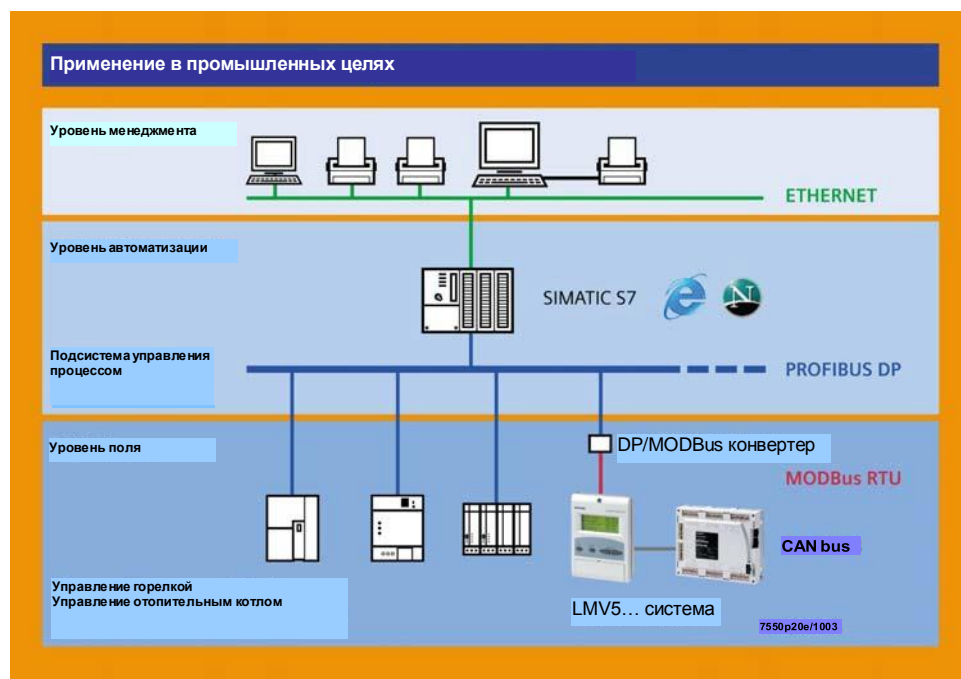 Применение в промышленных целях
Уровень менеджмента
ETHERNET
Уровень автоматизации
SIMATIC S7
N
Подсистема управления
процессом
PROFIBUS DP
Уровень поля
DP/MODBus конвертер
MODBus RTU
CAN bus
Управление горелкой
Управление отопительным котлом
LMV5... система
7550p20e/1003